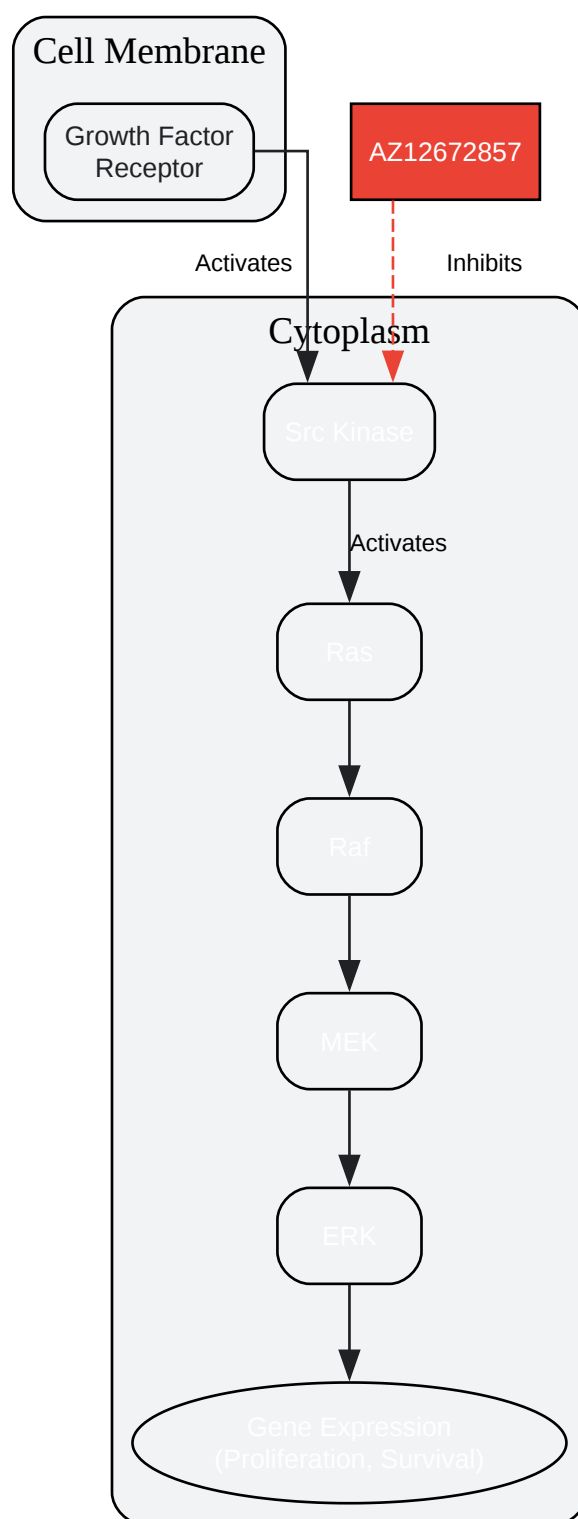 Cell Membrane
Growth Factor
Receptor
AZ12672857
Activates
Inhibits
Cytoplasm
Src Kinase
Activates
Ras
Raf
MEK
ERK
Gene Expression
(Proliferation, Survival)